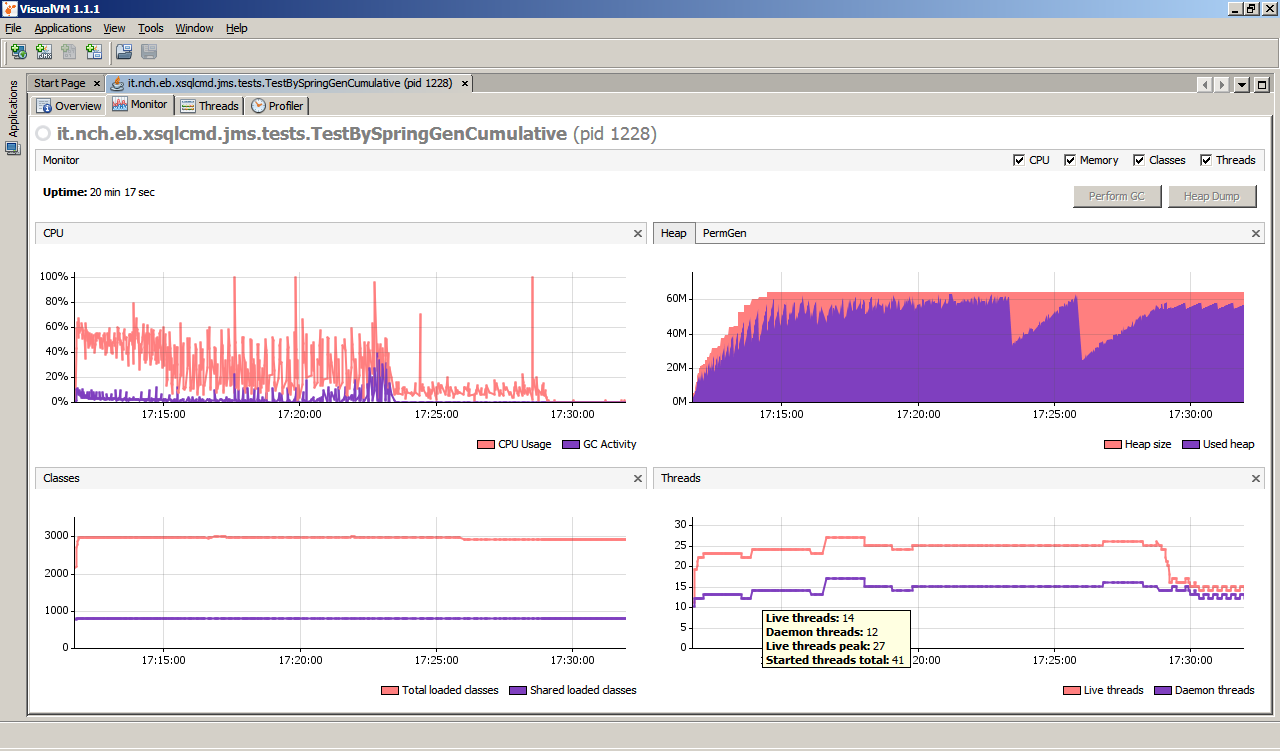 VisualVM 1.1.1
File Applications View Tools Window Help
Applications
Start Page × it.nch.eb.xsqlcmd.jms.tests.TestBySpringGenCumulative (pid 1228) ×
Overview Monitor Threads Profiler
it.nch.eb.xsqlcmd.jms.tests.TestBySpringGenCumulative (pid 1228)
Monitor CPU Memory Classes Threads
Uptime: 20 min 17 sec
Perform GC Heap Dump
CPU
100%
80%
60%
40%
20%
0%
17:15:00 17:20:00 17:25:00 17:30:00
CPU Usage GC Activity
Heap PermGen
60M
40M
20M
0M
17:15:00 17:20:00 17:25:00 17:30:00
Heap size Used heap
Classes
3000
2000
1000
0
17:15:00 17:20:00 17:25:00 17:30:00
Total loaded classes Shared loaded classes
Threads
30
25
20
15
10
5
0
Live threads: 14
Daemon threads: 12
Live threads peak: 27
Started threads total: 41
:20:00 17:25:00 17:30:00
Live threads Daemon threads